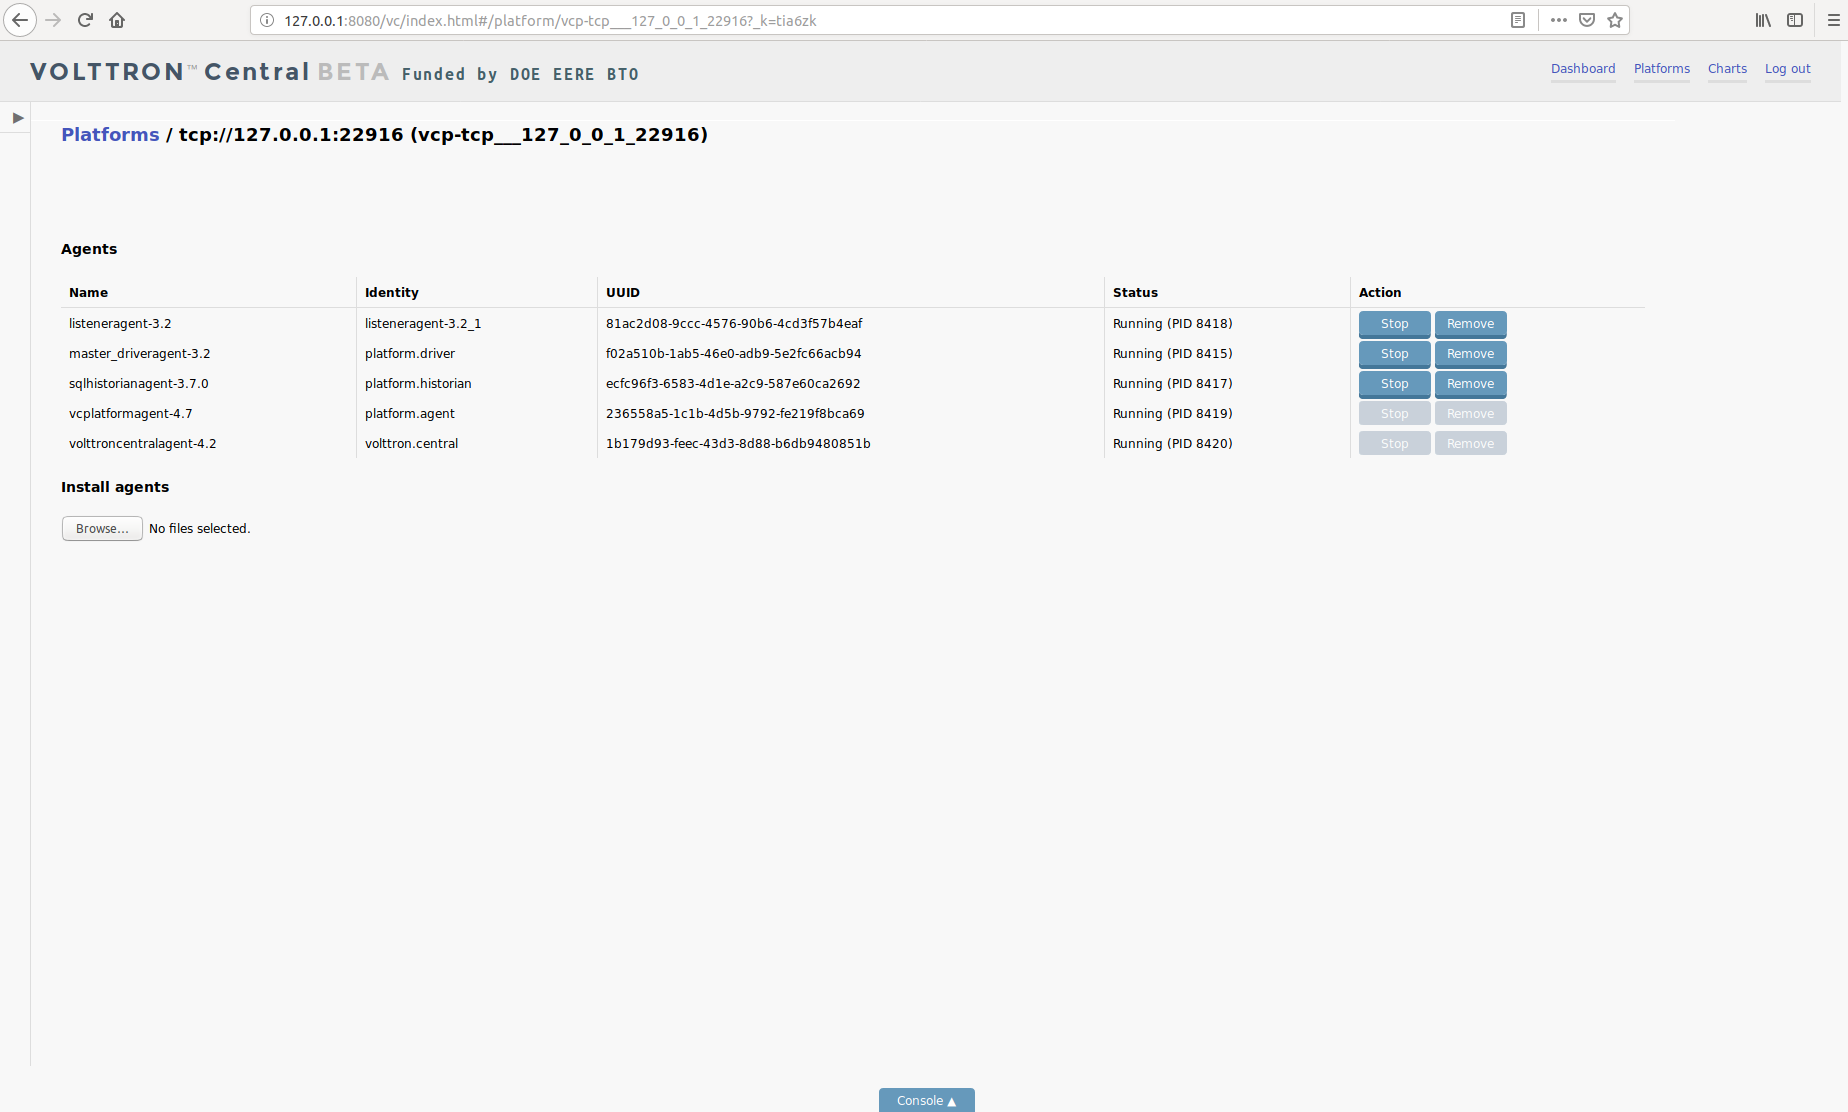 127.0.0.1:8080/vc/index.html#/platform/vcp-tcp___127_0_0_1_22916?_k=tia6zk
VOLTTRON™ Central BETA Funded by DOE EERE BTO
Dashboard Platforms Charts Log out
Platforms / tcp://127.0.0.1:22916 (vcp-tcp___127_0_0_1_22916)
Agents
Name Identity UUID Status Action
listeneragent-3.2 listeneragent-3.2_1 81ac2d08-9ccc-4576-90b6-4cd3f57b4eaf Running (PID 8418) Stop Remove
master_driveragent-3.2 platform.driver f02a510b-1ab5-46e0-adb9-5e2fc66acb94 Running (PID 8415) Stop Remove
sqlhistorianagent-3.7.0 platform.historian ecfc96f3-6583-4d1e-a2c9-587e60ca2692 Running (PID 8417) Stop Remove
vcplatformagent-4.7 platform.agent 236558a5-1c1b-4d5b-9792-fe219f8bca69 Running (PID 8419) Stop Remove
volttroncentralagent-4.2 volttron.central 1b179d93-feec-43d3-8d88-b6db9480851b Running (PID 8420) Stop Remove
Install agents
Browse... No files selected.
Console ▲